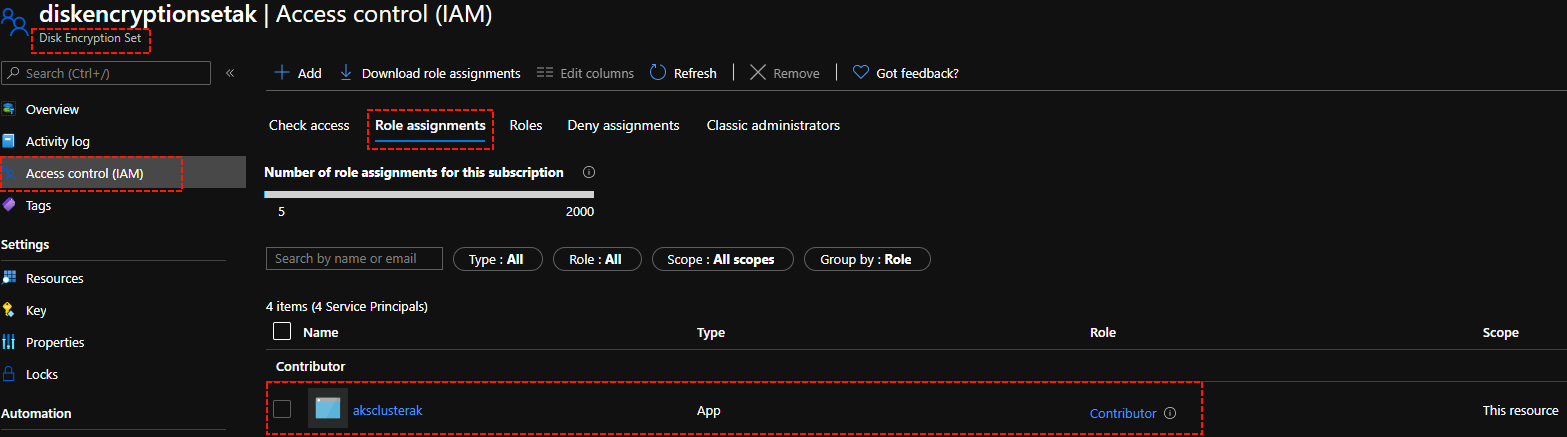 diskencryptionsetak | Access control (IAM)
Disk Encryption Set
Search (Ctrl+/) «
Add Download role assignments Edit columns Refresh Remove Got feedback?
Overview
Activity log
Access control (IAM)
Tags
Settings
Resources
Key
Properties
Locks
Automation
Check access Role assignments Roles Deny assignments Classic administrators
Number of role assignments for this subscription
5 2000
Search by name or email Type : All Role : All Scope : All scopes Group by : Role
4 items (4 Service Principals)
Name Type Role Scope
Contributor
aksclusterak App Contributor This resource